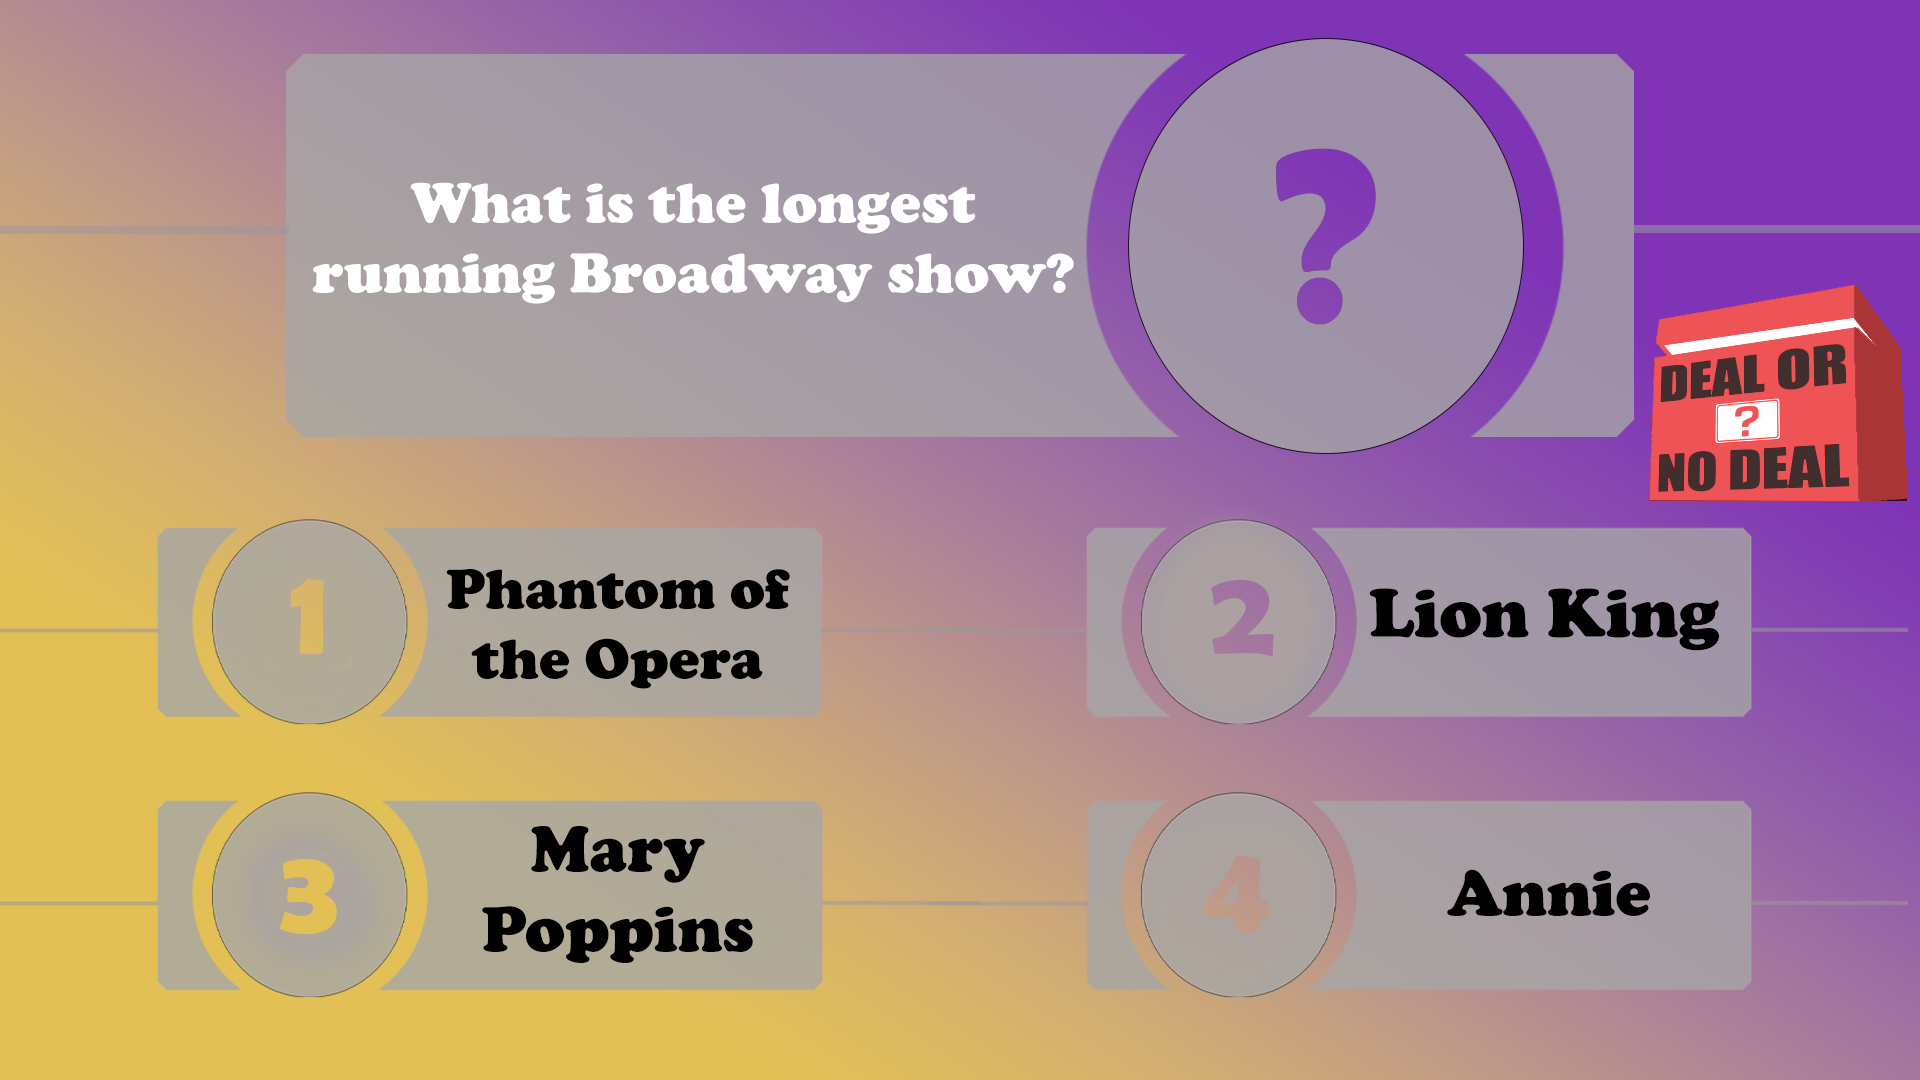 What is the longest
running Broadway show?
?
DEAL OR
?
NO DEAL
1
Phantom of
the Opera
2
Lion King
3
Mary
Poppins
4
Annie